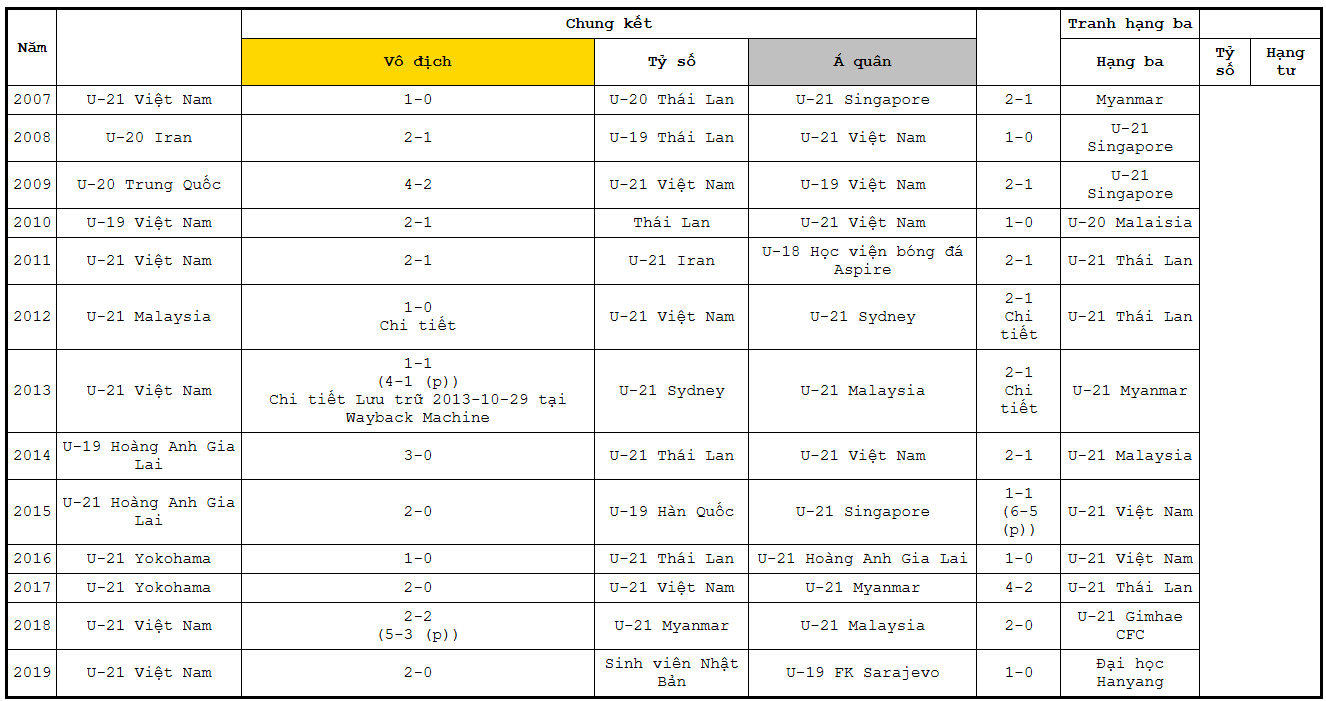 Năm
Chung kết
Tranh hạng ba
Vô địch
Tỷ số
Á quân
Hạng ba
Tỷ
số
Hạng
tư
2007 U-21 Việt Nam 1-0 U-20 Thái Lan U-21 Singapore 2-1 Myanmar
2008 U-20 Iran 2-1 U-19 Thái Lan U-21 Việt Nam 1-0 U-21
Singapore
2009 U-20 Trung Quốc 4-2 U-21 Việt Nam U-19 Việt Nam 2-1 U-21
Singapore
2010 U-19 Việt Nam 2-1 Thái Lan U-21 Việt Nam 1-0 U-20 Malaisia
2011 U-21 Việt Nam 2-1 U-21 Iran U-18 Học viện bóng đá
Aspire
2-1 U-21 Thái Lan
2012 U-21 Malaysia 1-0
Chi tiết
U-21 Việt Nam U-21 Sydney 2-1
Chi
tiết
U-21 Thái Lan
2013 U-21 Việt Nam 1-1
(4-1 (p))
Chi tiết Lưu trữ 2013-10-29 tại
Wayback Machine
U-21 Sydney U-21 Malaysia 2-1
Chi
tiết
U-21 Myanmar
2014 U-19 Hoàng Anh Gia
Lai
3-0 U-21 Thái Lan U-21 Việt Nam 2-1 U-21 Malaysia
2015 U-21 Hoàng Anh Gia
Lai
2-0 U-19 Hàn Quốc U-21 Singapore 1-1
(6-5
(p))
U-21 Việt Nam
2016 U-21 Yokohama 1-0 U-21 Thái Lan U-21 Hoàng Anh Gia Lai 1-0 U-21 Việt Nam
2017 U-21 Yokohama 2-0 U-21 Việt Nam U-21 Myanmar 4-2 U-21 Thái Lan
2018 U-21 Việt Nam 2-2
(5-3 (p))
U-21 Myanmar U-21 Malaysia 2-0 U-21 Gimhae
CFC
2019 U-21 Việt Nam 2-0 Sinh viên Nhật
Bản
U-19 FK Sarajevo 1-0 Đại học
Hanyang